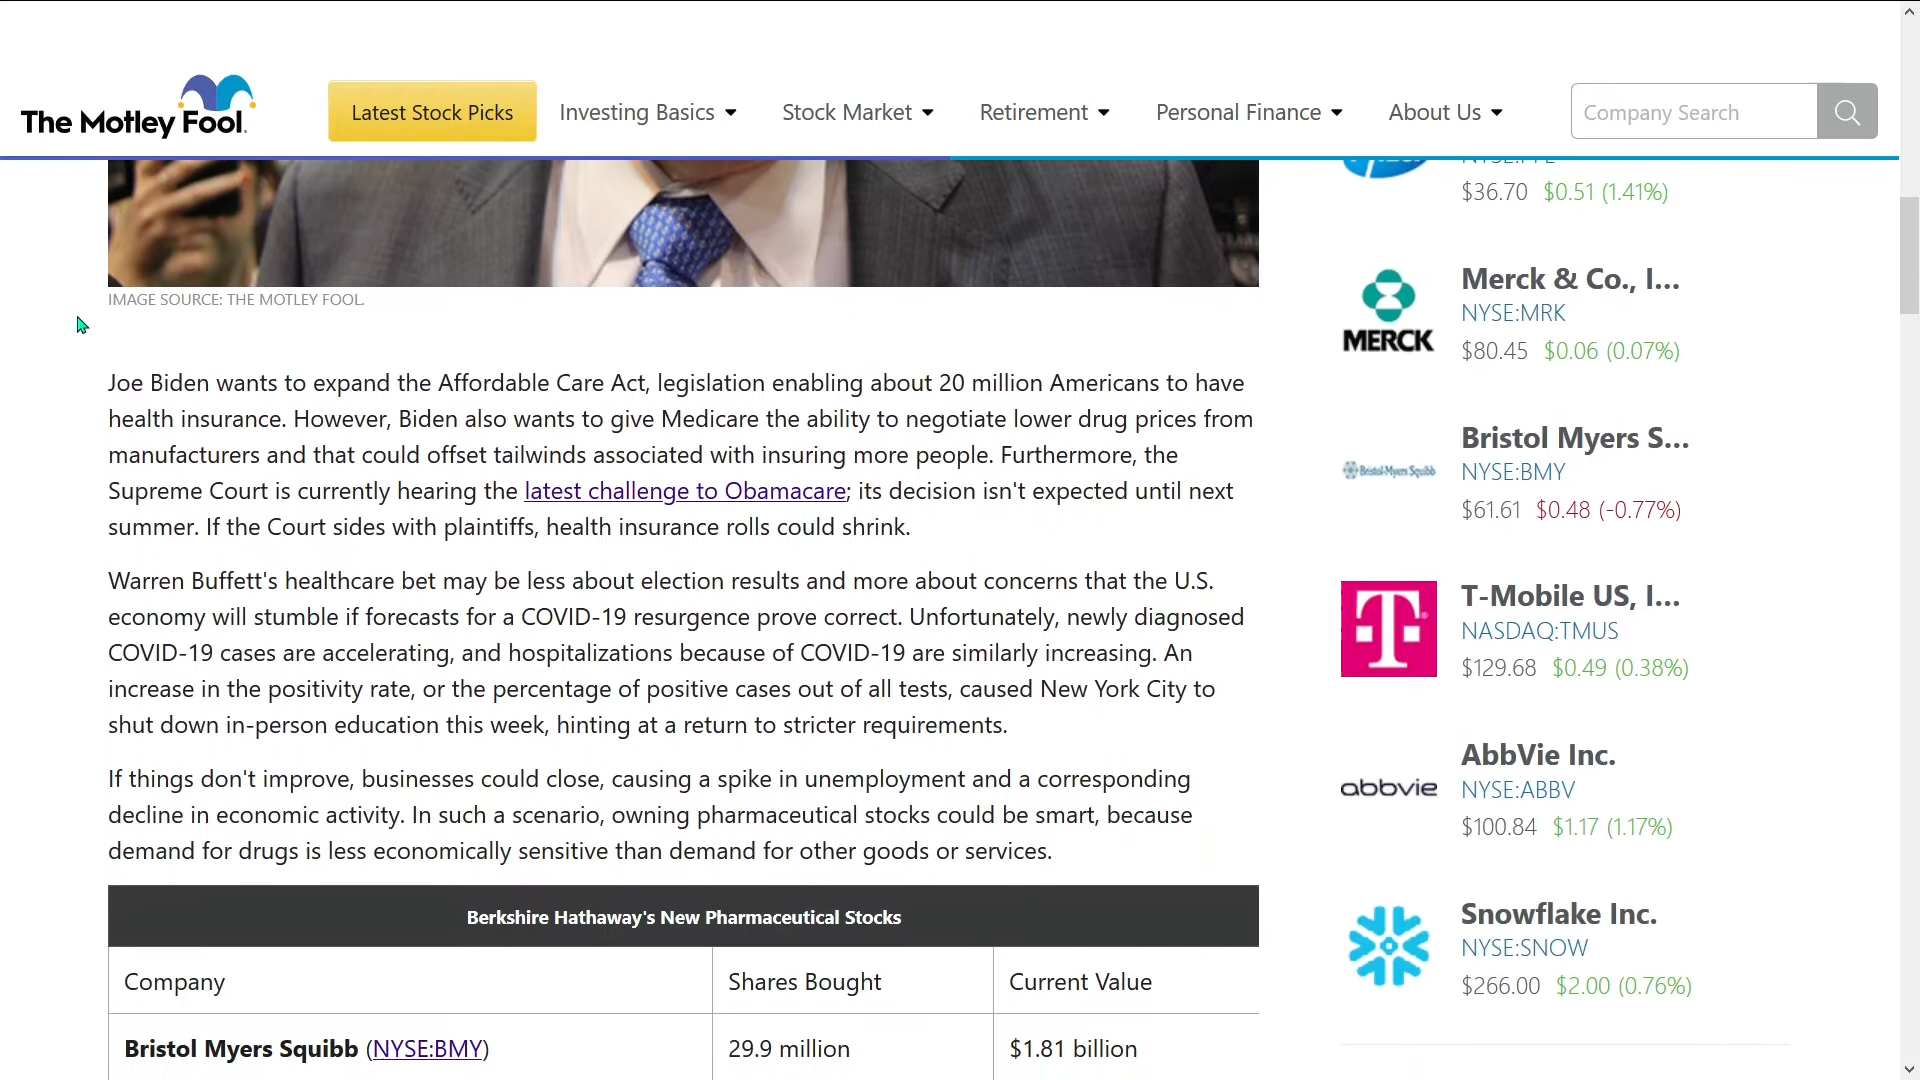 The Motley Fool.
Latest Stock Picks
Investing Basics
Stock Market
Retirement
Personal Finance
About Us
Company Search
IMAGE SOURCE: THE MOTLEY FOOL.
Joe Biden wants to expand the Affordable Care Act, legislation enabling about 20 million Americans to have
health insurance. However, Biden also wants to give Medicare the ability to negotiate lower drug prices from
manufacturers and that could offset tailwinds associated with insuring more people. Furthermore, the
Supreme Court is currently hearing the latest challenge to Obamacare; its decision isn't expected until next
summer. If the Court sides with plaintiffs, health insurance rolls could shrink.
Warren Buffett's healthcare bet may be less about election results and more about concerns that the U.S.
economy will stumble if forecasts for a COVID-19 resurgence prove correct. Unfortunately, newly diagnosed
COVID-19 cases are accelerating, and hospitalizations because of COVID-19 are similarly increasing. An
increase in the positivity rate, or the percentage of positive cases out of all tests, caused New York City to
shut down in-person education this week, hinting at a return to stricter requirements.
If things don't improve, businesses could close, causing a spike in unemployment and a corresponding
decline in economic activity. In such a scenario, owning pharmaceutical stocks could be smart, because
demand for drugs is less economically sensitive than demand for other goods or services.
Berkshire Hathaway's New Pharmaceutical Stocks
Company Shares Bought Current Value
Bristol Myers Squibb (NYSE:BMY) 29.9 million $1.81 billion
$36.70 $0.51 (1.41%)
MERCK
Merck & Co., I...
NYSE:MRK
$80.45 $0.06 (0.07%)
Bristol-Myers Squibb
Bristol Myers S...
NYSE:BMY
$61.61 $0.48 (-0.77%)
T
T-Mobile US, I...
NASDAQ:TMUS
$129.68 $0.49 (0.38%)
abbvie
AbbVie Inc.
NYSE:ABBV
$100.84 $1.17 (1.17%)
Snowflake Inc.
NYSE:SNOW
$266.00 $2.00 (0.76%)